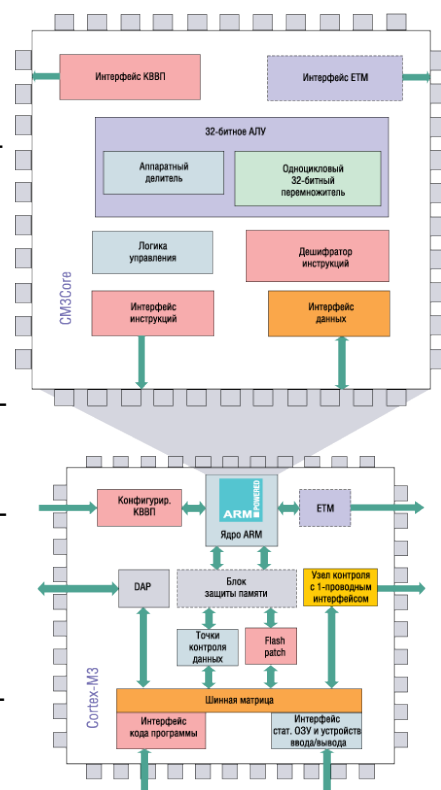 Интерфейс КВВП
Интерфейс ETM
32-битное АЛУ
Аппаратный
делитель
Одноцикловый
32-битный
перемножитель
Логика
управления
Дешифратор
инструкций
CM3Core
Интерфейс
инструкций
Интерфейс
данных
Конфигурир.
КВВП
ARM POWERED
Ядро ARM
ETM
DAP
Блок
защиты памяти
Узел контроля
с 1-проводным
интерфейсом
Точки
контроля
данных
Flash
patch
Cortex-M3
Шинная матрица
Интерфейс
кода программы
Интерфейс
стат. ОЗУ и устройств
ввода/вывода